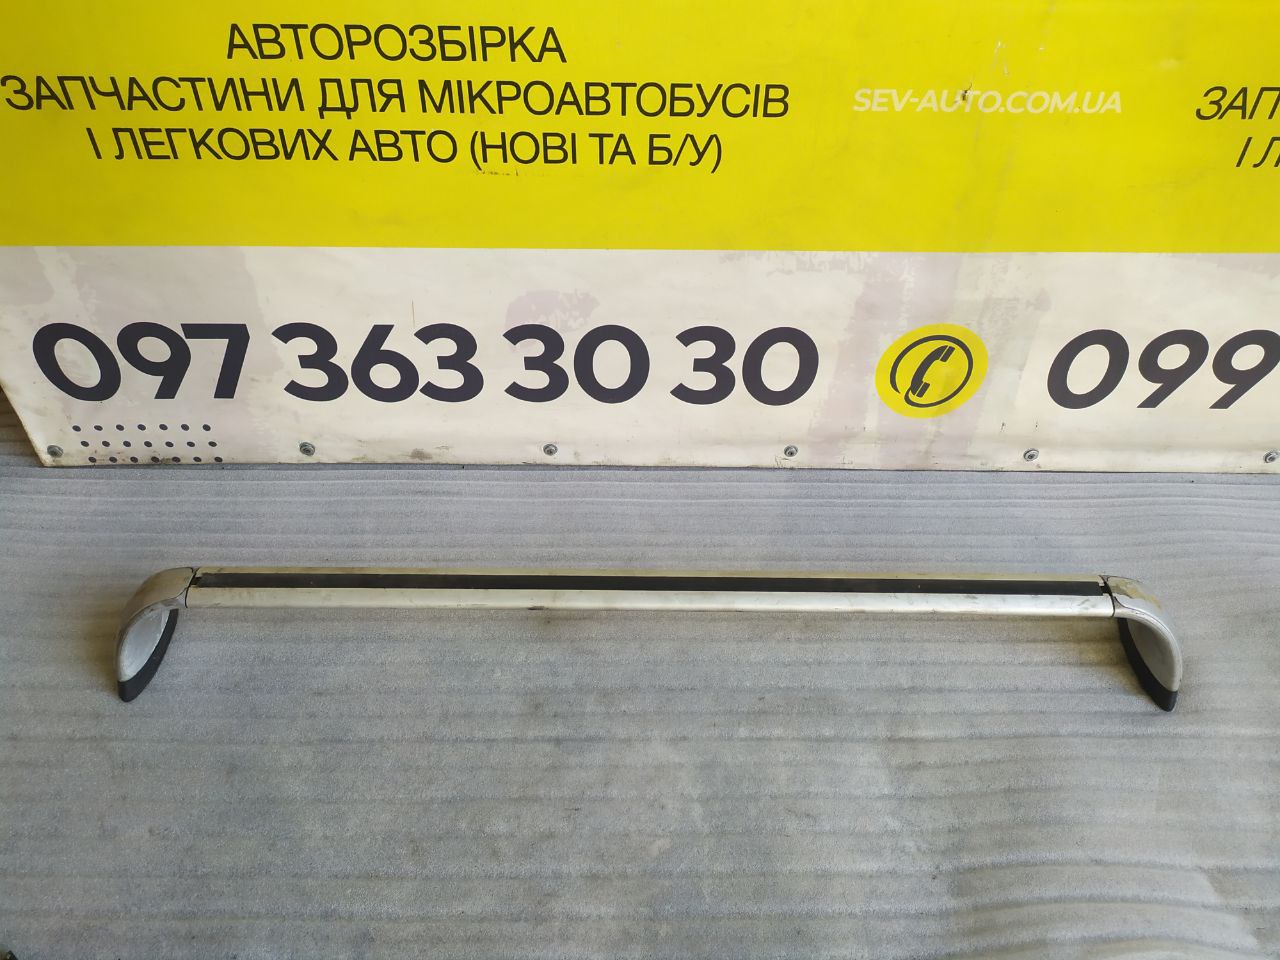 АВТОРОЗБІРКА
ЗАПЧАСТИНИ ДЛЯ МІКРОАВТОБУСІВ
І ЛЕГКОВИХ АВТО (НОВІ ТА Б/У)
SEV-AUTO.COM.UA
ЗАП
І Л
097 363 30 30
099